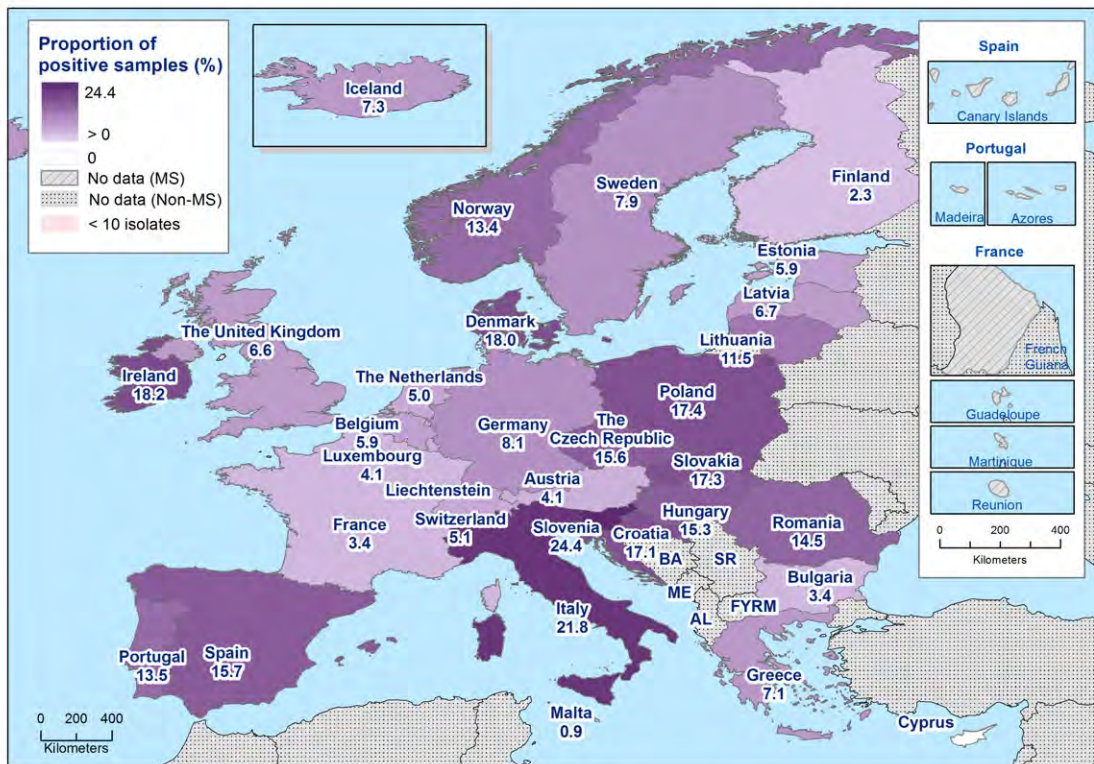 Proportion of
positive samples (%)
24.4
> 0
0
No data (MS)
No data (Non-MS)
< 10 isolates
Iceland
7.3
Norway
13.4
Sweden
7.9
Finland
2.3
Estonia
5.9
Latvia
6.7
Lithuania
11.5
Denmark
18.0
The United Kingdom
6.6
Ireland
18.2
The Netherlands
5.0
Belgium
5.9
Luxembourg
4.1
Germany
8.1
Poland
17.4
The
Czech Republic
15.6
Slovakia
17.3
Austria
4.1
Liechtenstein
Switzerland
5.1
France
3.4
Slovenia
24.4
Hungary
15.3
Croatia
17.1
Romania
14.5
BA
SR
ME
FYRM
AL
Bulgaria
3.4
Italy
21.8
Portugal
13.5
Spain
15.7
Malta
0.9
Greece
7.1
Cyprus
0 200 400
Kilometers
Spain
Canary Islands
Portugal
Madeira
Azores
France
French
Guiana
Guadeloupe
Martinique
Reunion
0 200 400
Kilometers